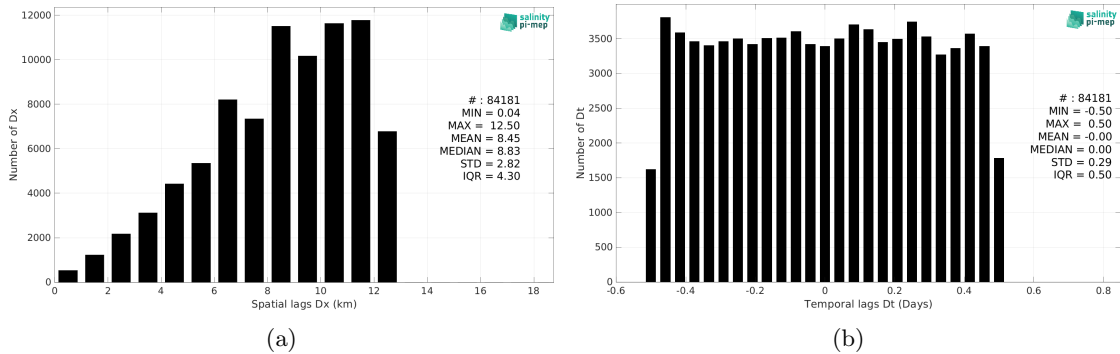 12000
10000
8000
6000
4000
2000
0
Number of Dx
0 2 4 6 8 10 12 14 16 18
Spatial lags Dx (km)
salinity
pi-mep
# : 84181
MIN = 0.04
MAX = 12.50
MEAN = 8.45
MEDIAN = 8.83
STD = 2.82
IQR = 4.30
(a)
3500
3000
2500
2000
1500
1000
500
0
Number of Dt
-0.6 -0.4 -0.2 0 0.2 0.4 0.6 0.8
Temporal lags Dt (Days)
salinity
pi-mep
# : 84181
MIN = -0.50
MAX = 0.50
MEAN = -0.00
MEDIAN = 0.00
STD = 0.29
IQR = 0.50
(b)